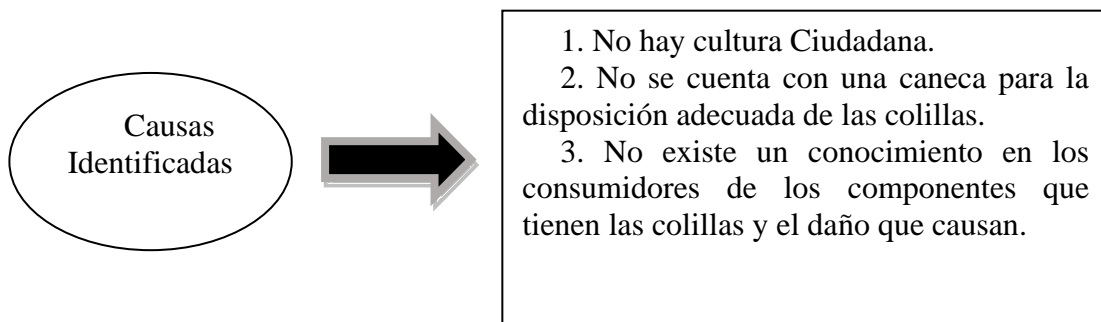 Causas
Identificadas
1. No hay cultura Ciudadana.
2. No se cuenta con una caneca para la
disposición adecuada de las colillas.
3. No existe un conocimiento en los
consumidores de los componentes que
tienen las colillas y el daño que causan.